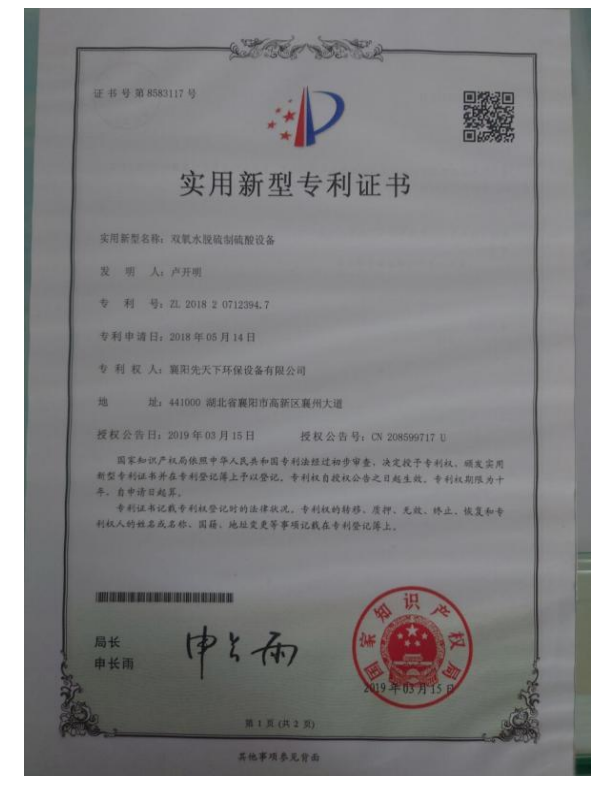 证书号第8583117号
实用新型专利证书
实用新型名称：双氧水脱硫制硫酸设备
发明人：卢开明
专利号：ZL 2018 2 0712394.7
专利申请日：2018年05月14日
专利权人：襄阳先天下环保设备有限公司
地址：441000 湖北省襄阳市高新区襄州大道
授权公告日：2019年03月15日 授权公告号：CN 208599717 U
国家知识产权局依照中华人民共和国专利法经过初步审查，决定授予专利权，颁发实用
新型专利证书并在专利登记簿上予以登记。专利权自授权公告之日起生效。专利权期限为十
年，自申请日起算。
专利证书记载专利权登记时的法律状况。专利权的转移、质押、无效、终止、恢复和专
利权人的姓名或名称、国籍、地址变更等事项记载在专利登记簿上。
局长
申长雨
申长雨
国家知识产权局
2019年03月15日
第1页(共2页)
其他事项参见背面